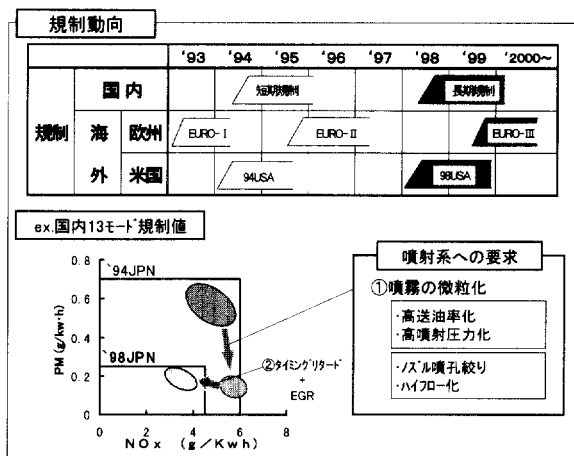 規制動向
'93 '94 '95 '96 '97 '98 '99 '2000~
規制
国内
短期規制
長期規制
海外
欧州
EURO-I
EURO-II
EURO-III
米国
94USA
98USA
ex.国内13モード規制値
噴射系への要求
①噴霧の微粒化
・高送油率化
・高噴射圧力化
・ノズル噴孔絞り
・ハイフロー化
PM(g/kw·h)
0.8
0.6
0.4
0.2
0
'94JPN
'98JPN
②タイミングリタード
+
EGR
0 2 4 6 8
NOx (g/Kwh)